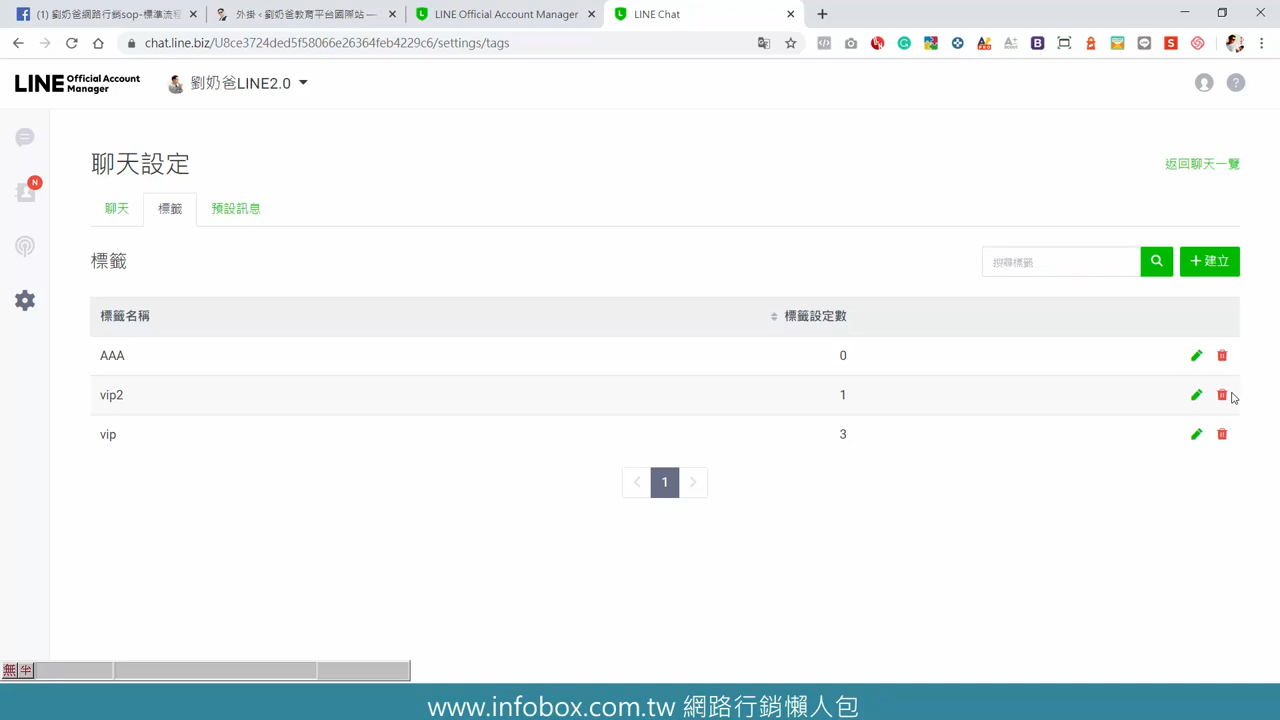 (1) 劉奶爸網路行銷sop-標準流程
外掛 ‹ 劉奶爸教育平台國際站 —
LINE Official Account Manager
LINE Chat
chat.line.biz/U8ce3724ded5f58066e26364feb4229c6/settings/tags
LINE Official Account Manager
劉奶爸LINE2.0
N
聊天設定
返回聊天一覽
聊天
標籤
預設訊息
標籤
搜尋標籤
+建立
標籤名稱
標籤設定數
AAA
0
vip2
1
vip
3
1
無 半
www.infobox.com.tw 網路行銷懶人包